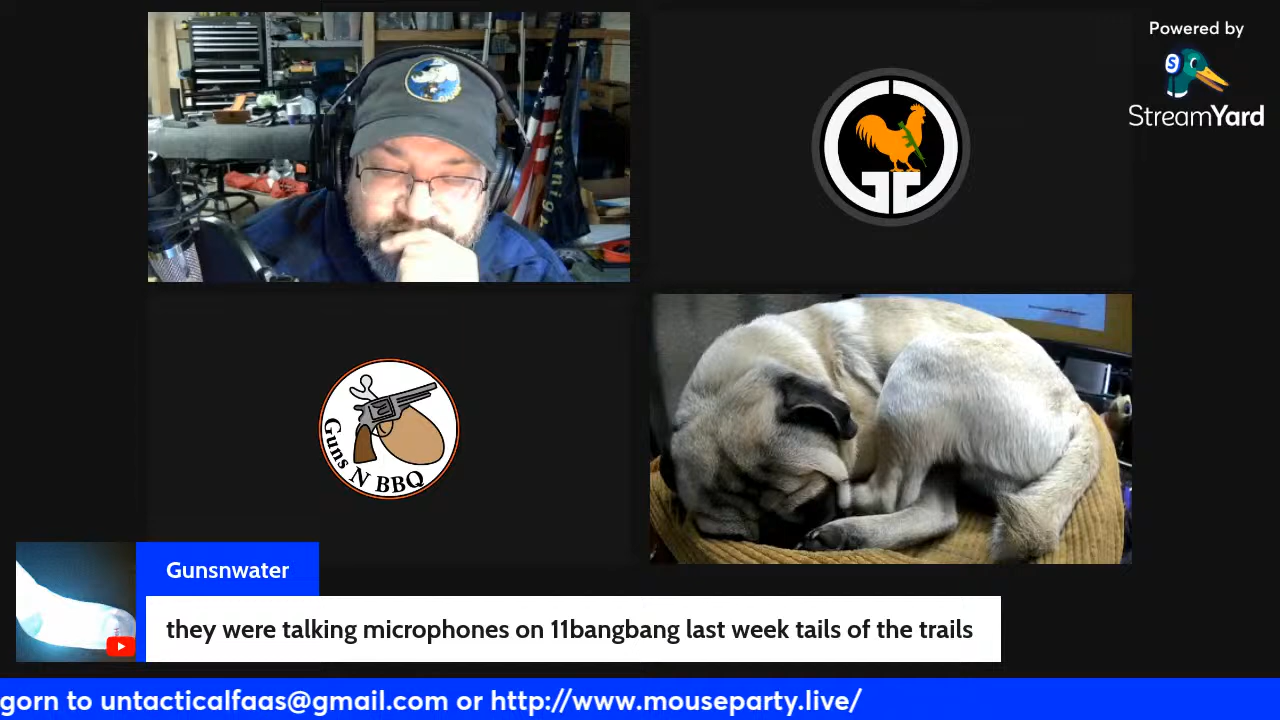 Powered by
S
StreamYard
GG
Guns N BBQ
Gunsnwater
they were talking microphones on 11bangbang last week tails of the trails
gorn to untacticalfaas@gmail.com or http://www.mouseparty.live/